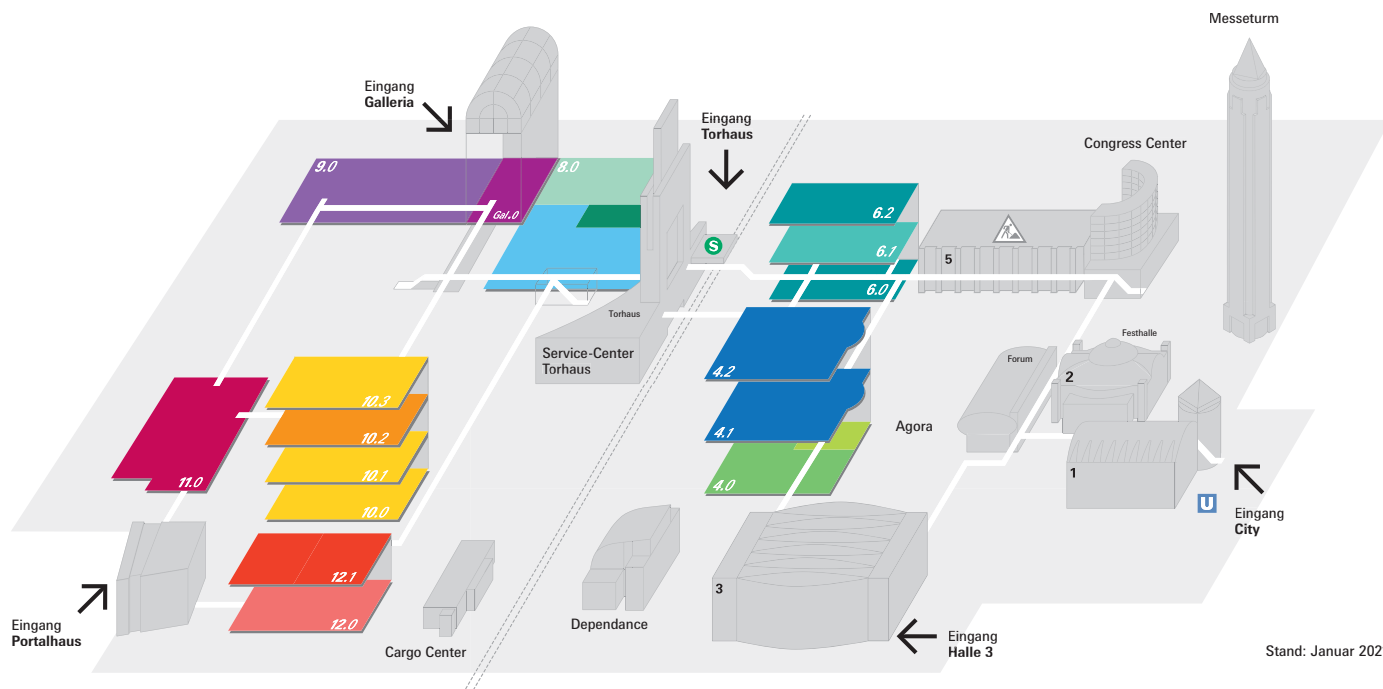 Messeturm
Eingang
Galleria
Eingang
Torhaus
Congress Center
9.0
8.0
Gal.0
6.2
6.1
6.0
S
5
Torhaus
Service-Center
Torhaus
4.2
4.1
4.0
Agora
Forum
Festhalle
2
1
U
Eingang
City
10.3
10.2
10.1
10.0
11.0
12.1
12.0
Eingang
Portalhaus
Cargo Center
Dependance
3
Eingang
Halle 3
Stand: Januar 202